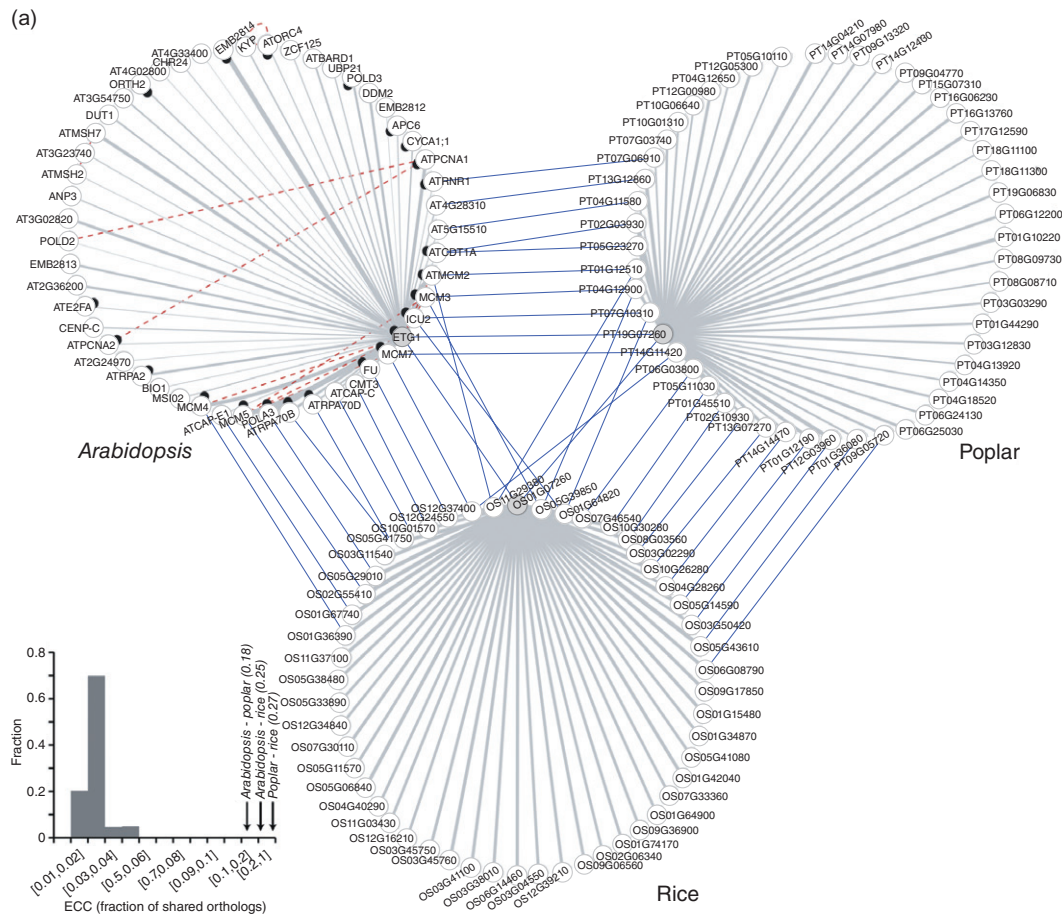 (a)
EMB2814
KYP
ATORC4
ZCF125
ATBARD1
UBP21
POLD3
DDM2
EMB2812
APC6
CYCA1;1
ATPCNA1
ATRNR1
AT4G28310
AT5G15510
ATCDT1A
ATMCM2
MCM3
ICU2
ETG1
MCM7
FU
CMT3
ATCAP-C
ATRPA70D
ATRPA70B
POLA3
MCM5
ATCAP-E1
MCM4
MSI02
BIO1
ATRPA2
AT2G24970
ATPCNA2
CENP-C
ATE2FA
AT2G36200
EMB2813
POLD2
AT3G02820
ANP3
ATMSH2
AT3G23740
ATMSH7
DUT1
AT3G54750
ORTH2
AT4G02800
CHR24
AT4G33400
Arabidopsis
PT14G04210
PT14G07980
PT09G13320
PT14G12480
PT09G04770
PT15G07310
PT16G06230
PT16G13760
PT17G12590
PT18G11100
PT18G11300
PT19G06830
PT06G12200
PT01G10220
PT08G09730
PT08G08710
PT03G03290
PT01G44290
PT03G12830
PT04G13920
PT04G14350
PT04G18520
PT06G24130
PT06G25030
PT09G05720
PT01G36080
PT12G03960
PT01G12190
PT14G14470
PT13G07270
PT02G10930
PT01G45510
PT05G11030
PT06G03800
PT14G11420
PT19G07260
PT07G10310
PT04G12900
PT01G12510
PT05G23270
PT02G03930
PT04G11580
PT13G12860
PT07G06910
PT07G03740
PT10G01310
PT10G06640
PT12G00980
PT04G12650
PT12G05300
PT05G10110
Poplar
OS11G29380
OS01G07260
OS05G39850
OS01G64820
OS07G46540
OS10G30280
OS08G03560
OS03G02290
OS10G26280
OS04G28260
OS05G14590
OS03G50420
OS05G43610
OS06G08790
OS09G17850
OS01G15480
OS01G34870
OS05G41080
OS01G42040
OS07G33360
OS01G64900
OS09G36900
OS01G74170
OS02G06340
OS09G06560
OS12G39210
OS03G04550
OS06G14460
OS03G38010
OS03G41100
OS03G45760
OS03G45750
OS12G16210
OS11G03430
OS04G40290
OS05G06840
OS05G11570
OS07G30110
OS12G34840
OS05G33890
OS05G38480
OS11G37100
OS01G36390
OS01G67740
OS02G55410
OS05G29010
OS03G11540
OS05G41750
OS10G01570
OS12G24550
OS12G37400
Rice
0.8
0.6
0.4
0.2
0
Fraction
Arabidopsis - poplar (0.18)
Arabidopsis - rice (0.25)
Poplar - rice (0.27)
[0.01,0.02]
[0.03,0.04]
[0.5,0.06]
[0.7,0.08]
[0.09,0.1]
[0.1,0.2]
[0.2,1]
ECC (fraction of shared orthologs)